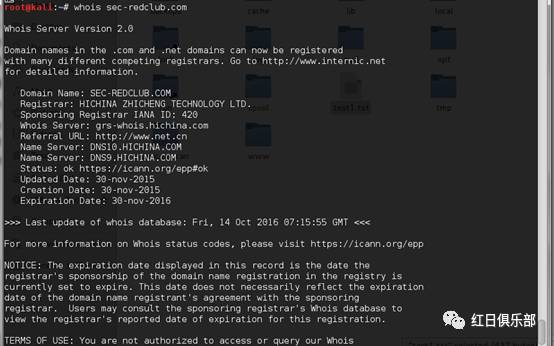 root@kali:~# whois sec-redclub.com
cache
lib
local
Whois Server Version 2.0
Domain names in the .com and .net domains can now be registered
with many different competing registrars. Go to http://www.internic.net
for detailed information.
opt
Domain Name: SEC-REDCLUB.COM
Registrar: HICHINA ZHICHENG TECHNOLOGY LTD.
Sponsoring Registrar IANA ID: 420
Whois Server: grs-whois.hichina.com
Referral URL: http://www.net.cn
Name Server: DNS10.HICHINA.COM
Name Server: DNS9.HICHINA.COM
Status: ok https://icann.org/epp#ok
Updated Date: 30-nov-2015
Creation Date: 30-nov-2015
Expiration Date: 30-nov-2016
spool
test1.txt
tmp
www
>>> Last update of whois database: Fri, 14 Oct 2016 07:15:55 GMT <<<
For more information on Whois status codes, please visit https://icann.org/epp
NOTICE: The expiration date displayed in this record is the date the
registrar's sponsorship of the domain name registration in the registry is
currently set to expire. This date does not necessarily reflect the expiration
date of the domain name registrant's agreement with the sponsoring
registrar.  Users may consult the sponsoring registrar's Whois database to
view the registrar's reported date of expiration for this registration.
TERMS OF USE: You are not authorized to access or query our Whois
红日俱乐部